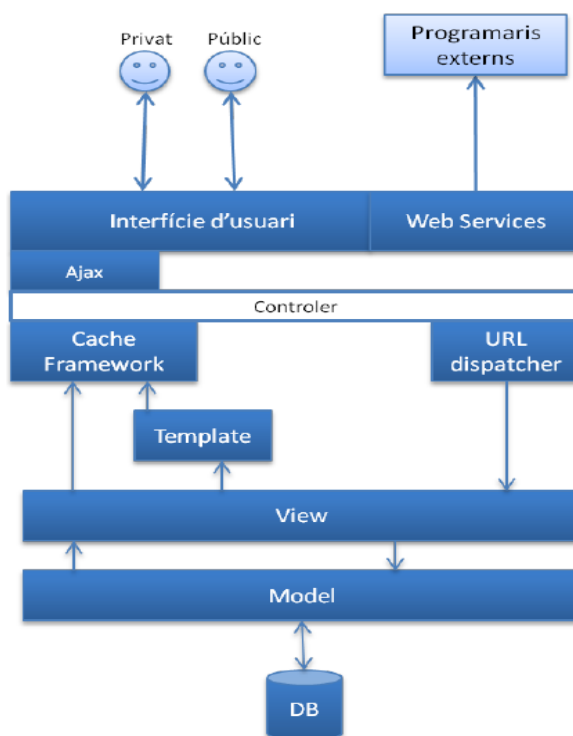 Privat
Públic
Programaris
externs
Interfície d'usuari
Web Services
Ajax
Controler
Cache
Framework
URL
dispatcher
Template
View
Model
DB